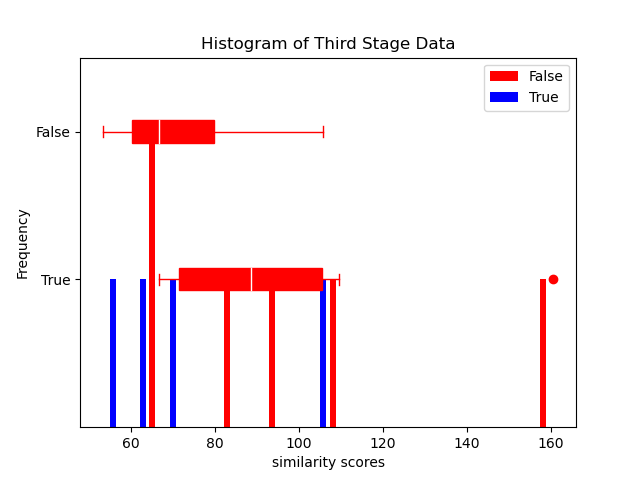 Histogram of Third Stage Data
False
True
Frequency
False
True
60 80 100 120 140 160
similarity scores